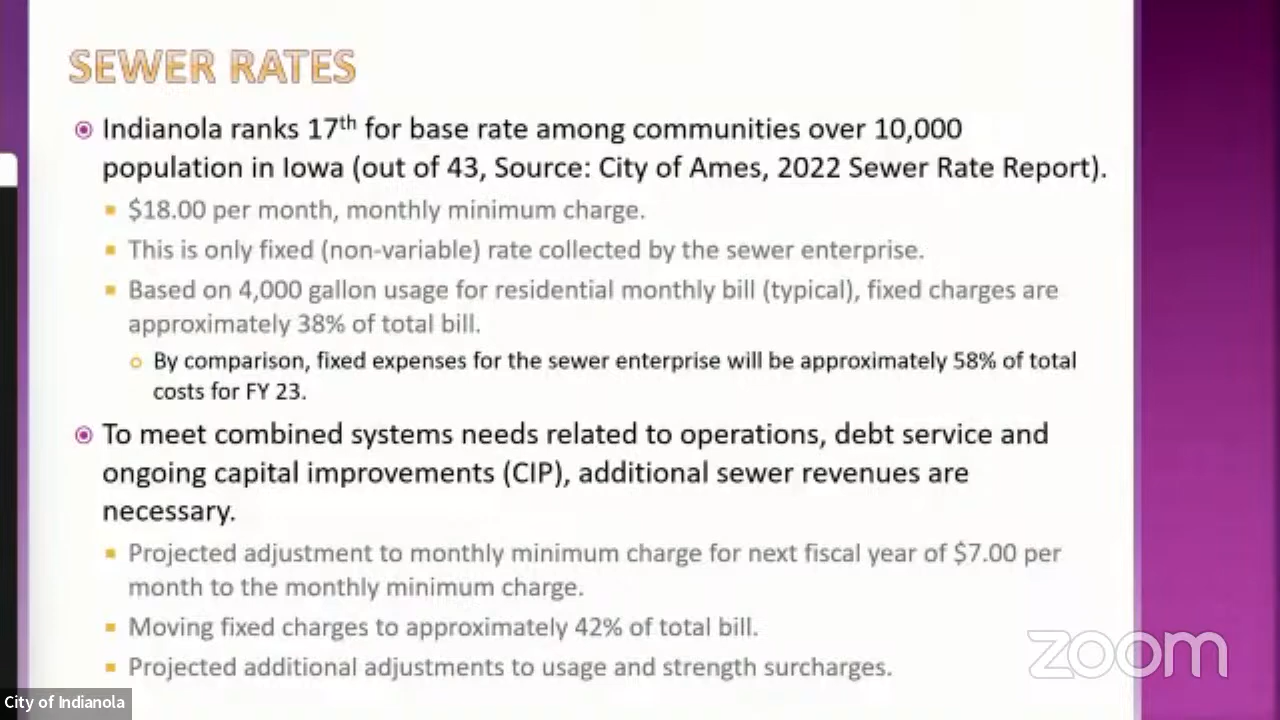 SEWER RATES
Indianola ranks 17th for base rate among communities over 10,000
population in Iowa (out of 43, Source: City of Ames, 2022 Sewer Rate Report).
$18.00 per month, monthly minimum charge.
This is only fixed (non-variable) rate collected by the sewer enterprise.
Based on 4,000 gallon usage for residential monthly bill (typical), fixed charges are
approximately 38% of total bill.
By comparison, fixed expenses for the sewer enterprise will be approximately 58% of total
costs for FY 23.
To meet combined systems needs related to operations, debt service and
ongoing capital improvements (CIP), additional sewer revenues are
necessary.
Projected adjustment to monthly minimum charge for next fiscal year of $7.00 per
month to the monthly minimum charge.
Moving fixed charges to approximately 42% of total bill.
Projected additional adjustments to usage and strength surcharges.
zoom
City of Indianola